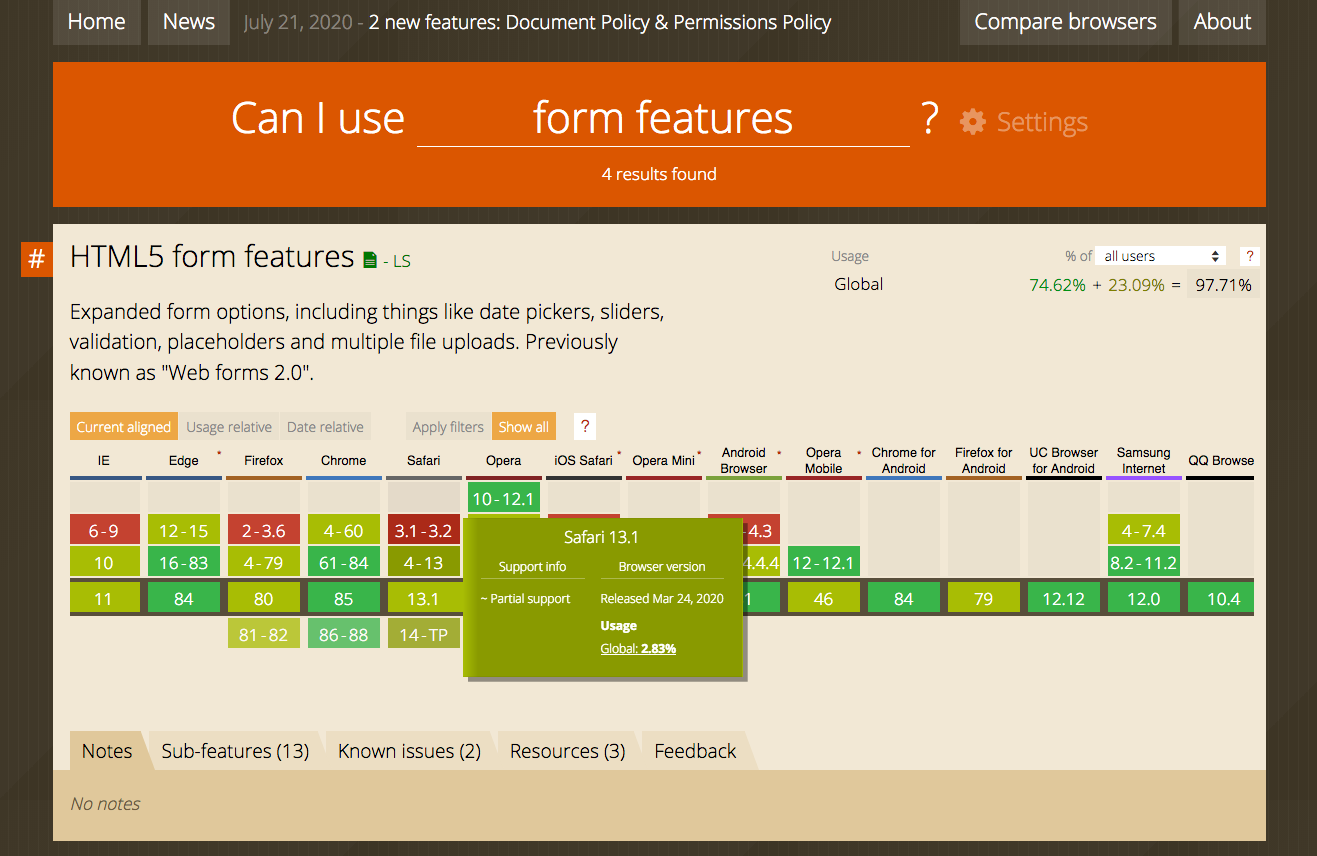 Home News July 21, 2020 - 2 new features: Document Policy & Permissions Policy Compare browsers About
Can I use form features ? Settings
4 results found
# HTML5 form features - LS
Usage % of all users ?
Global 74.62% + 23.09% = 97.71%
Expanded form options, including things like date pickers, sliders,
validation, placeholders and multiple file uploads. Previously
known as "Web forms 2.0".
Current aligned Usage relative Date relative Apply filters Show all ?
IE Edge * Firefox Chrome Safari Opera iOS Safari * Opera Mini * Android Browser * Opera Mobile * Chrome for Android Firefox for Android UC Browser for Android Samsung Internet QQ Browse
10-12.1
6-9 12-15 2-3.6 4-60 3.1-3.2 -4.3 4-7.4
10 16-83 4-79 61-84 4-13 4.4.4 12-12.1 8.2-11.2
11 84 80 85 13.1 1 46 84 79 12.12 12.0 10.4
81-82 86-88 14-TP
Safari 13.1
Support info Browser version
~ Partial support Released Mar 24, 2020
Usage
Global: 2.83%
Notes Sub-features (13) Known issues (2) Resources (3) Feedback
No notes